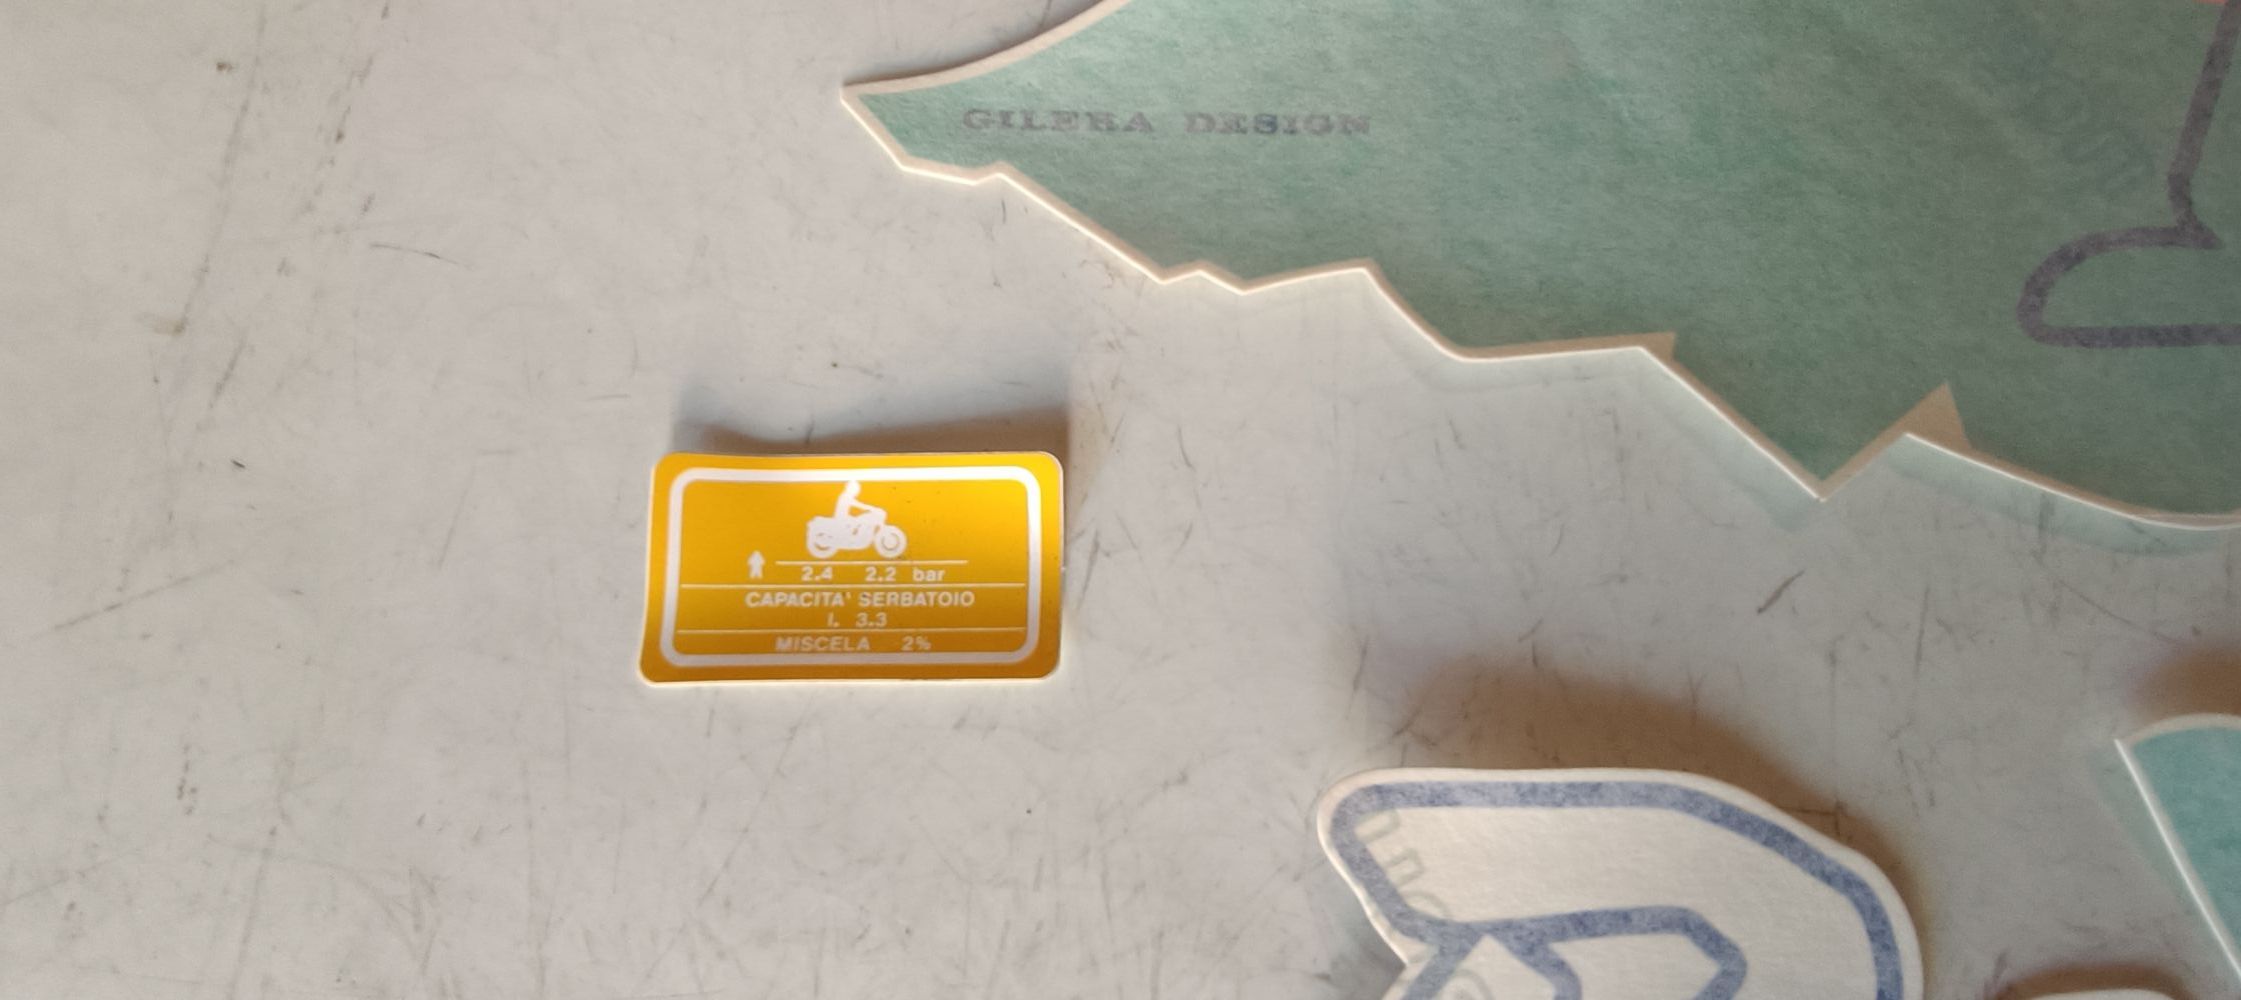 GILERA DESIGN
2.4 2.2 bar
CAPACITA' SERBATOIO
l. 3.3
MISCELA 2%